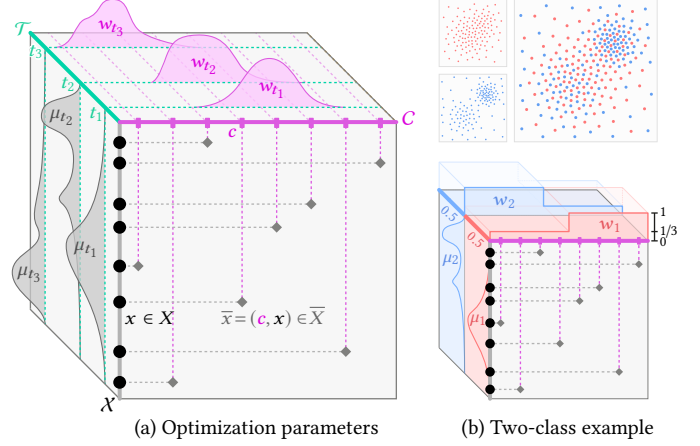 𝒯
t₃
w_{t₃}
t₂
w_{t₂}
t₁
w_{t₁}
c
𝒞
μ_{t₂}
μ_{t₁}
μ_{t₃}
x ∈ X
x̅ = (c, x) ∈ X̅
𝒳
(a) Optimization parameters
0.5
w₂
0.5
w₁
1
1/3
0
μ₂
μ₁
(b) Two-class example